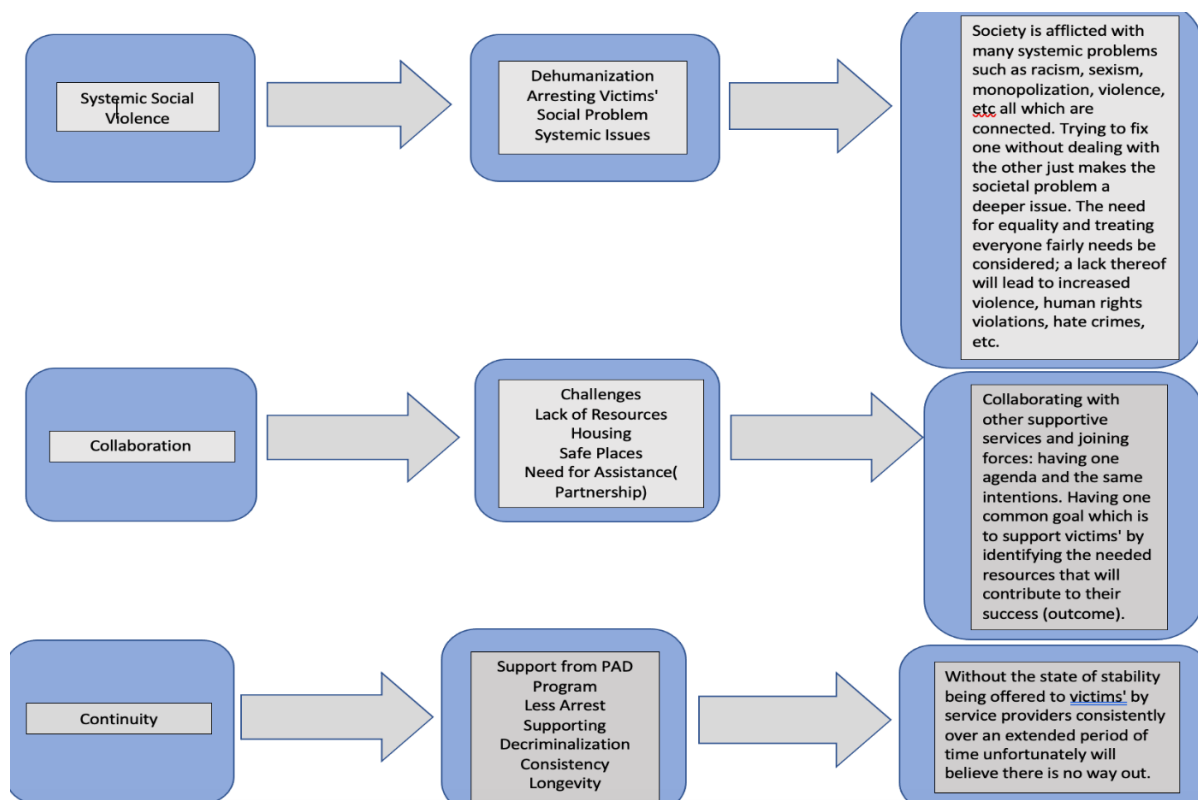 Systemic Social
Violence
Dehumanization
Arresting Victims'
Social Problem
Systemic Issues
Society is afflicted with
many systemic problems
such as racism, sexism,
monopolization, violence,
etc all which are
connected. Trying to fix
one without dealing with
the other just makes the
societal problem a
deeper issue. The need
for equality and treating
everyone fairly needs be
considered; a lack thereof
will lead to increased
violence, human rights
violations, hate crimes,
etc.
Collaboration
Challenges
Lack of Resources
Housing
Safe Places
Need for Assistance(
Partnership)
Collaborating with
other supportive
services and joining
forces: having one
agenda and the same
intentions. Having one
common goal which is
to support victims' by
identifying the needed
resources that will
contribute to their
success (outcome).
Continuity
Support from PAD
Program
Less Arrest
Supporting
Decriminalization
Consistency
Longevity
Without the state of stability
being offered to victims' by
service providers consistently
over an extended period of
time unfortunately will
believe there is no way out.